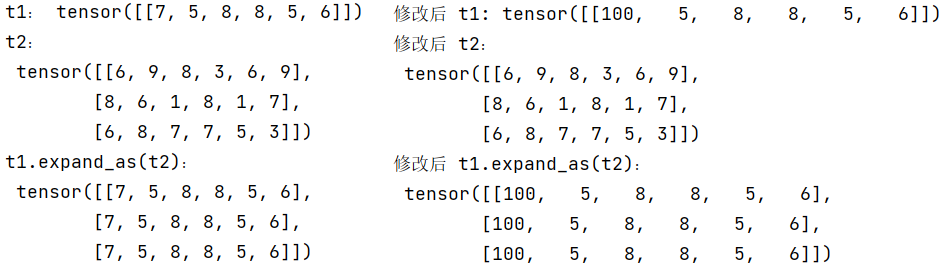 t1： tensor([[7, 5, 8, 8, 5, 6]])
t2：
tensor([[6, 9, 8, 3, 6, 9],
[8, 6, 1, 8, 1, 7],
[6, 8, 7, 7, 5, 3]])
t1.expand_as(t2)：
tensor([[7, 5, 8, 8, 5, 6],
[7, 5, 8, 8, 5, 6],
[7, 5, 8, 8, 5, 6]])
修改后 t1: tensor([[100,   5,   8,   8,   5,   6]])
修改后 t2：
tensor([[6, 9, 8, 3, 6, 9],
[8, 6, 1, 8, 1, 7],
[6, 8, 7, 7, 5, 3]])
修改后 t1.expand_as(t2)：
tensor([[100,   5,   8,   8,   5,   6],
[100,   5,   8,   8,   5,   6],
[100,   5,   8,   8,   5,   6]])